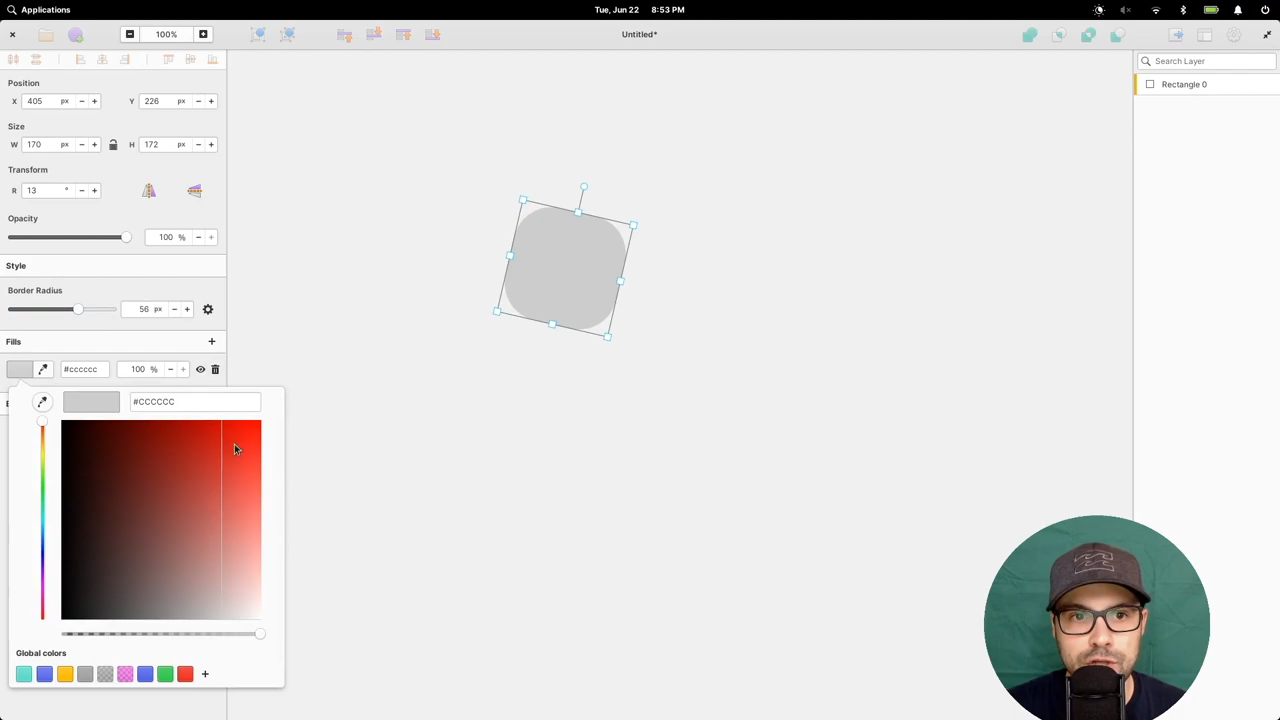 Applications
Tue, Jun 22 8:53 PM
100%
Untitled*
Search Layer
Rectangle 0
Position
X 405 px − + Y 226 px − +
Size
W 170 px − + H 172 px − +
Transform
R 13 ° − +
Opacity
100 % − +
Style
Border Radius
56 px − +
Fills +
#cccccc 100 % − +
#CCCCCC
Global colors
+